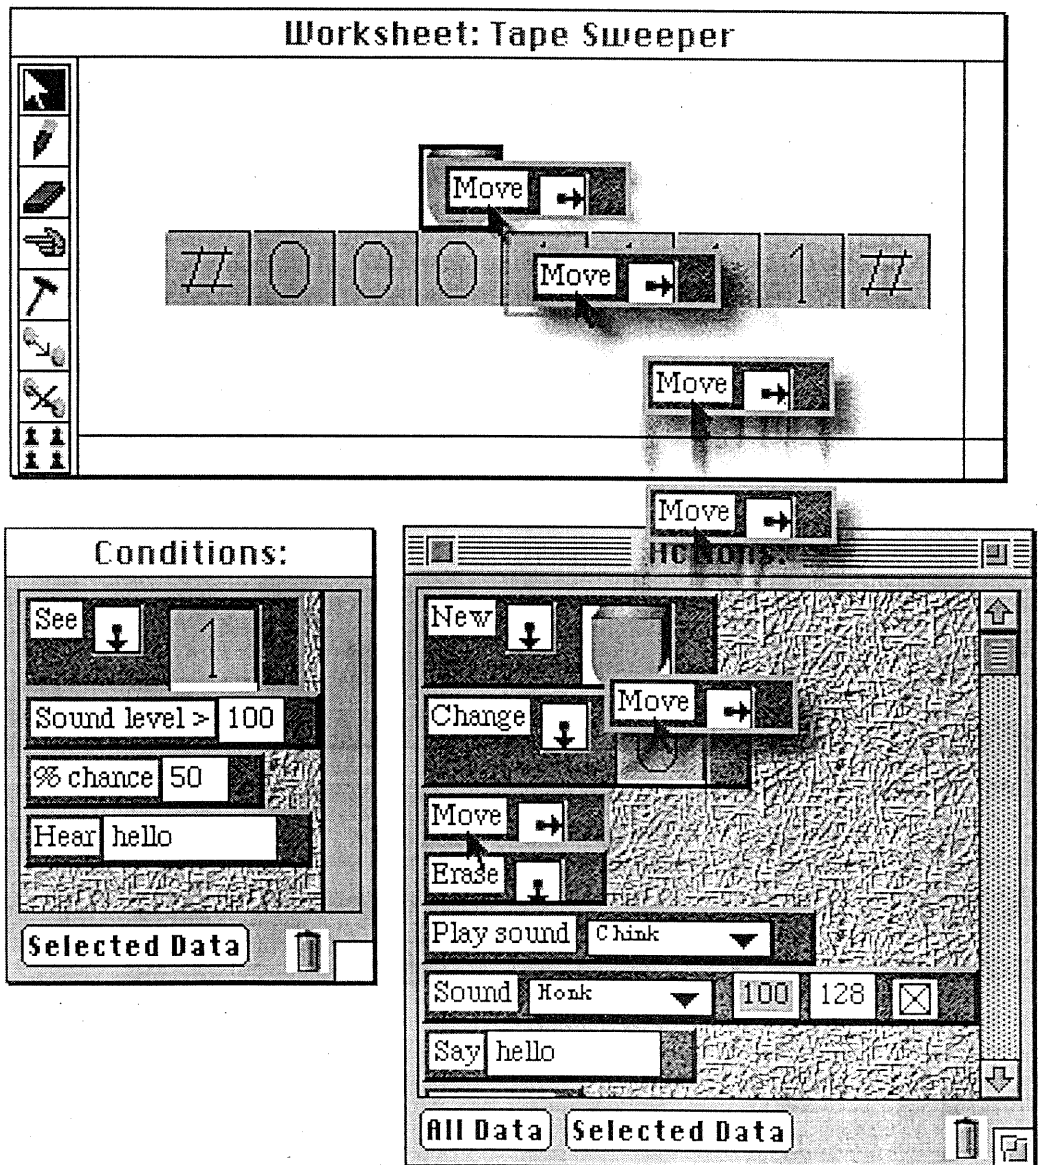 Worksheet: Tape Sweeper
Move
# 0 0 0 1 #
Move
Move
Move
Conditions:
See 1
Sound level > 100
% chance 50
Hear hello
Selected Data
Actions:
New
Move
Change
Move
Erase
Play sound Chink
Sound Honk 100 128
Say hello
All Data Selected Data